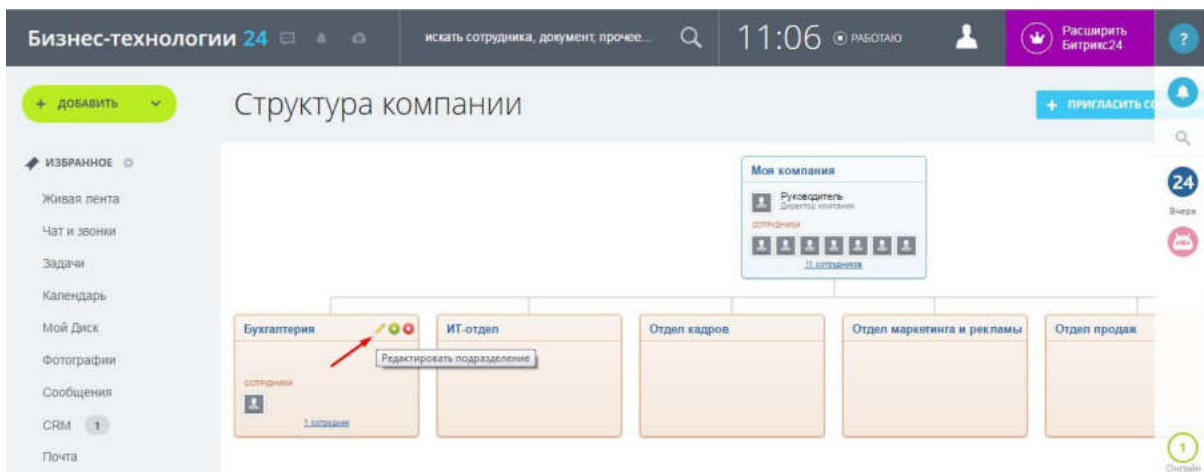 Бизнес-технологии 24
искать сотрудника, документ, прочее...
11:06
РАБОТАЮ
Расширить
Битрикс24
?
+ ДОБАВИТЬ
Структура компании
+ ПРИГЛАСИТЬ СО
ИЗБРАННОЕ
Живая лента
Чат и звонки
Задачи
Календарь
Мой Диск
Фотографии
Сообщения
CRM 1
Почта
Моя компания
Руководитель
Директор компании
СОТРУДНИКИ
11 сотрудников
Бухгалтерия
Редактировать подразделение
СОТРУДНИКИ
1 сотрудник
ИТ-отдел
Отдел кадров
Отдел маркетинга и рекламы
Отдел продаж
24
Вчера
1
Онлайн